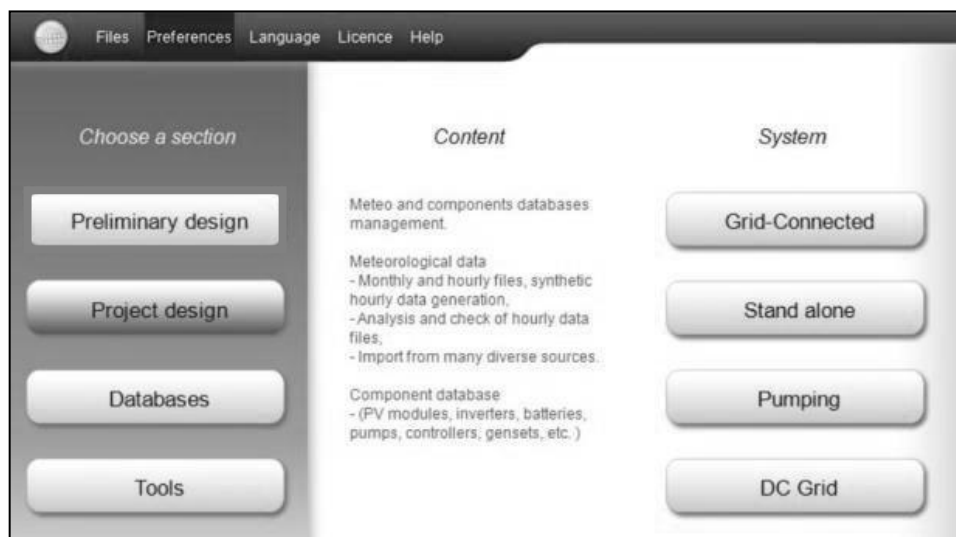 Files Preferences Language Licence Help
Choose a section
Preliminary design
Project design
Databases
Tools
Content
Meteo and components databases
management.
Meteorological data
- Monthly and hourly files, synthetic
hourly data generation,
- Analysis and check of hourly data
files,
- Import from many diverse sources.
Component database
- (PV modules, inverters, batteries,
pumps, controllers, gensets, etc. )
System
Grid-Connected
Stand alone
Pumping
DC Grid